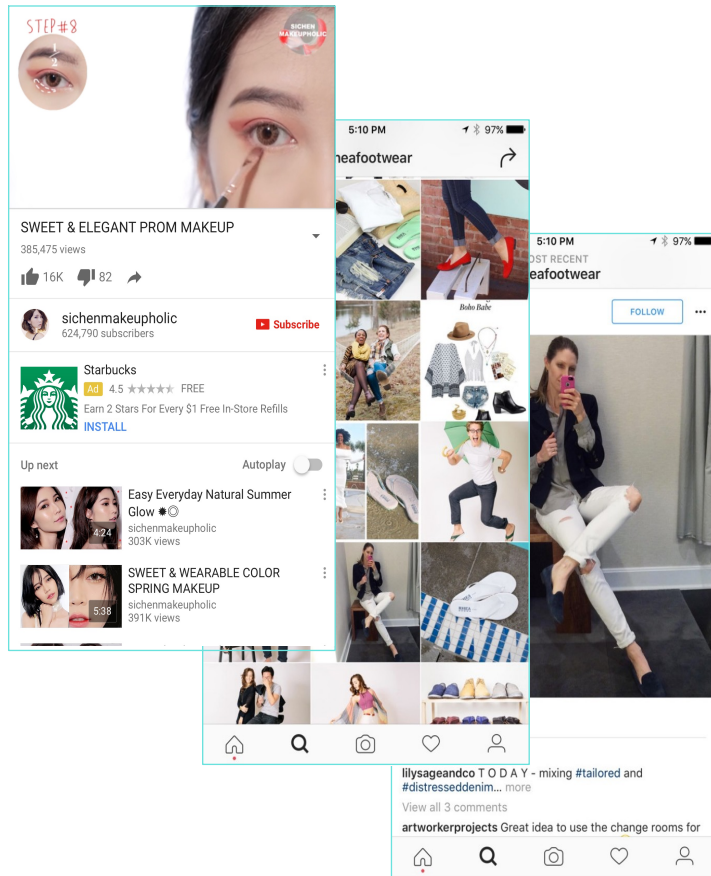 STEP#8
1
2
SICHEN
MAKEUPHOLIC
SWEET & ELEGANT PROM MAKEUP
385,475 views
16K 82
sichenmakeupholic
624,790 subscribers
Subscribe
Starbucks
Ad 4.5 FREE
Earn 2 Stars For Every $1 Free In-Store Refills
INSTALL
Up next Autoplay
Easy Everyday Natural Summer
Glow ✹◎
sichenmakeupholic
303K views
4:24
SWEET & WEARABLE COLOR
SPRING MAKEUP
sichenmakeupholic
391K views
5:38
5:10 PM 97%
neafootwear
Boho Babe
5:10 PM 97%
OST RECENT
eafootwear
FOLLOW
lilysageandco T O D A Y - mixing #tailored and
#distresseddenim... more
View all 3 comments
artworkerprojects Great idea to use the change rooms for